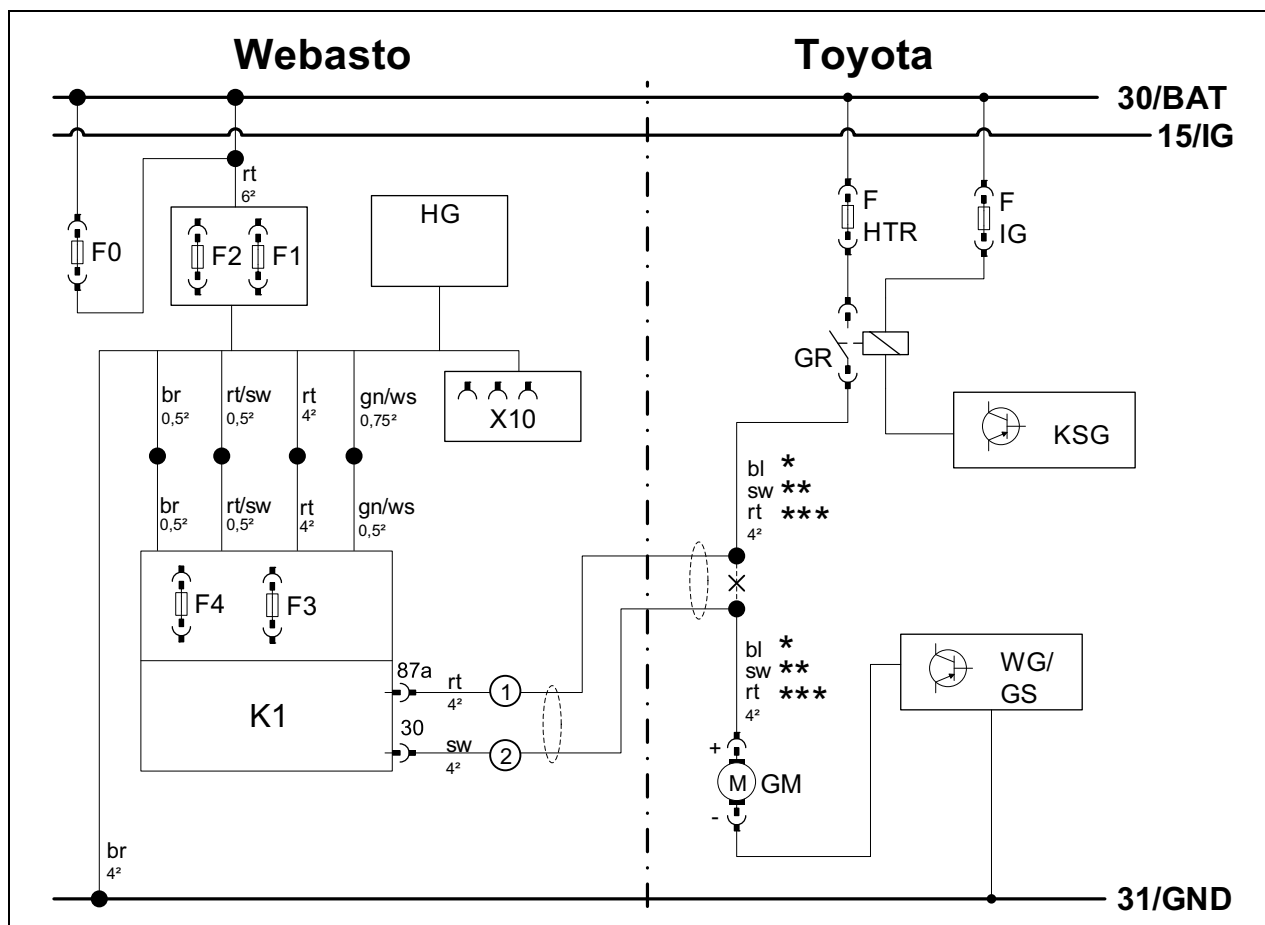 Webasto
Toyota
30/BAT
15/IG
rt
6²
F0
F2
F1
HG
F
HTR
F
IG
GR
X10
KSG
br
0,5²
rt/sw
0,5²
rt
4²
gn/ws
0,75²
br
0,5²
rt/sw
0,5²
rt
4²
gn/ws
0,5²
bl *
sw **
rt ***
4²
F4
F3
K1
87a
rt
4²
1
30
sw
4²
2
bl *
sw **
rt ***
4²
WG/
GS
+
M
GM
-
br
4²
31/GND